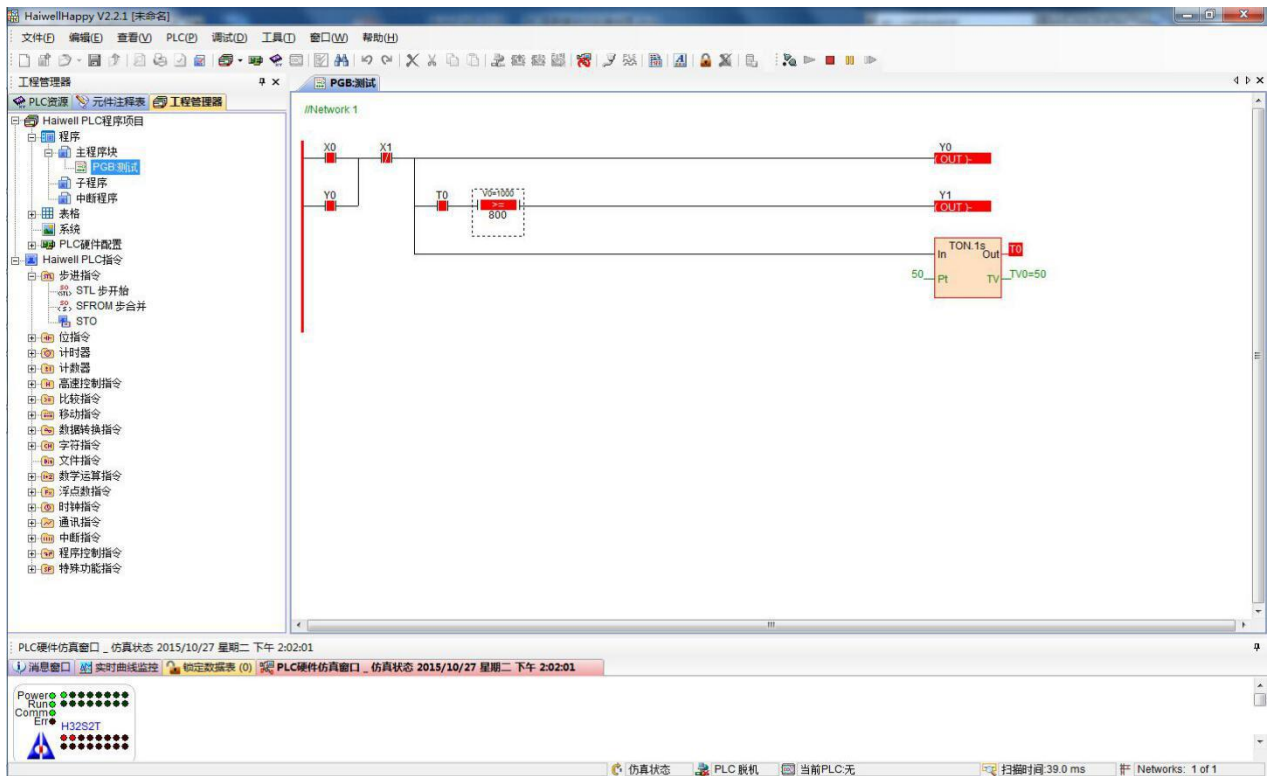 HaiwellHappy V2.2.1 [未命名]
文件(F) 编辑(E) 查看(V) PLC(P) 调试(D) 工具(T) 窗口(W) 帮助(H)
工程管理器
PGB:测试
PLC资源 元件注释表 工程管理器
Haiwell PLC程序项目
程序
主程序块
PGB:测试
子程序
中断程序
表格
系统
PLC硬件配置
Haiwell PLC指令
步进指令
STL 步开始
SFROM 步合并
STO
位指令
计时器
计数器
高速控制指令
比较指令
移动指令
数据转换指令
字符指令
文件指令
数学运算指令
浮点数指令
时钟指令
通讯指令
中断指令
程序控制指令
特殊功能指令
//Network 1
X0 X1 Y0
(OUT)-
Y0 T0 V0=1000 Y1
>= (OUT)-
800
TON.1s
In Out T0
50 Pt TV TV0=50
PLC硬件仿真窗口 _ 仿真状态 2015/10/27 星期二 下午 2:02:01
消息窗口 实时曲线监控 锁定数据表 (0) PLC硬件仿真窗口 _ 仿真状态 2015/10/27 星期二 下午 2:02:01
Power
Run
Comm
Err
H32S2T
仿真状态 PLC 脱机 当前PLC:无 扫描时间:39.0 ms Networks: 1 of 1